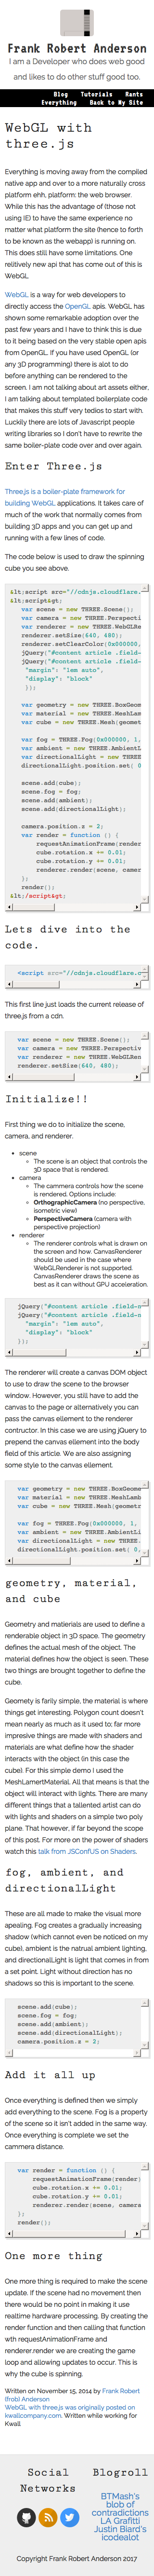 Frank Robert Anderson
I am a Developer who does web good
and likes to do other stuff good too.
Blog Tutorials Rants
Everything Back to My Site
WebGL with
three.js
Everything is moving away from the compiled
native app and over to a more natively cross
platform ehh, platform; the web browser.
While this has the advantage of (those not
using IE) to have the same experience no
matter what platform the site (hence to forth
to be known as the webapp) is running on.
This does still have some limitations. One
relitively new api that has come out of this is
WebGL.
WebGL is a way for web developers to
directly access the OpenGL apis. WebGL has
shown some remarkable adoption over the
past few years and I have to think this is due
to it being based on the very stable open apis
from OpenGL. If you have used OpenGL (or
any 3D programming) there is alot to do
before anything can be rendered to the
screen. I am not talking about art assets either,
I am talking about templated boilerplate code
that makes this stuff very tedios to start with.
Luckily there are lots of Javascript people
writing libraries so I don't have to rewrite the
same boiler-plate code over and over again.
Enter Three.js
Three.js is a boiler-plate framework for
building WebGL applications. It takes care of
much of the work that normally comes from
building 3D apps and you can get up and
running with a few lines of code.
The code below is used to draw the spinning
cube you see above.
&lt;script src="//cdnjs.cloudflare.
&lt;script&gt;
var scene = new THREE.Scene();
var camera = new THREE.Perspecti
var renderer = new THREE.WebGLRe
renderer.setSize(640, 480);
renderer.setClearColor(0x000000,
jQuery("#content article .field-
jQuery("#content article .field-
"margin": "1em auto",
"display": "block"
});
var geometry = new THREE.BoxGeom
var material = new THREE.MeshLam
var cube = new THREE.Mesh(geomet
var fog = THREE.Fog(0x000000, 1,
var ambient = new THREE.AmbientL
var directionalLight = new THREE
directionalLight.position.set( 0
scene.add(cube);
scene.fog = fog;
scene.add(ambient);
scene.add(directionalLight);
camera.position.z = 2;
var render = function () {
requestAnimationFrame(render
cube.rotation.x += 0.01;
cube.rotation.y += 0.01;
renderer.render(scene, camer
};
render();
&lt;/script&gt;
Lets dive into the
code.
<script src="//cdnjs.cloudflare.c
This first line just loads the current release of
three.js from a cdn.
var scene = new THREE.Scene();
var camera = new THREE.Perspectiv
var renderer = new THREE.WebGLRen
renderer.setSize(640, 480);
Initialize!!
First thing we do to initialize the scene,
camera, and renderer.
scene
The scene is an object that controls the
3D space that is rendered.
camera
The cammera controls how the scene
is rendered. Options include:
OrthographicCamera (no perspective,
isometric view)
PerspectiveCamera (camera with
perspective projection)
renderer
The renderer controls what is drawn
on the screen and how. CanvasRenderer
should be used in the case where
WebGLRenderer is not supported.
CanvasRenderer draws the scene as
best as it can without GPU acceleration.
jQuery("#content article .field-n
jQuery("#content article .field-n
"margin": "1em auto",
"display": "block"
});
The renderer will create a canvas DOM object
to use to draw the scene to the browser
window. However, you still have to add the
canvas to the page or alternatively you can
pass the canvas element to the renderer
contructor. In this case we are using jQuery to
prepend the canvas element into the body
field of this article. We are also assigning
some style to the canvas element.
var geometry = new THREE.BoxGeome
var material = new THREE.MeshLamb
var cube = new THREE.Mesh(geometr
var fog = THREE.Fog(0x000000, 1,
var ambient = new THREE.AmbientLi
var directionalLight = new THREE.
directionalLight.position.set( 0,
geometry, material,
and cube
Geometry and materials are used to define a
renderable object in 3D space. The geometry
defines the actual mesh of the object. The
material defines how the object is seen. These
two things are brought together to define the
cube.
Geomety is farily simple, the material is where
things get interesting. Polygon count doesn't
mean nearly as much as it used to; far more
impresive things are made with shaders and
materials are what define how the shader
interacts with the object (in this case the
cube). For this simple demo I used the
MeshLamertMaterial. All that means is that the
object will interact with lights. There are many
different things that a tallented artist can do
with lights and shaders on a simple two poly
plane. That however, if far beyond the scope
of this post. For more on the power of shaders
watch this talk from JSConfUS on Shaders.
fog, ambient, and
directionalLight
These are all to make the visual more
apealing. Fog creates a gradually increasing
shadow (which cannot even be noticed on my
cube), ambient is the natrual ambient lighting,
and directionalLight is light that comes in from
a set point. Light without direction has no
shadows so this is important to the scene.
scene.add(cube);
scene.fog = fog;
scene.add(ambient);
scene.add(directionalLight);
camera.position.z = 2;
Add it all up
Once everything is defined then we simply
add everything to the scene. Fog is a property
of the scene so it isn't added in the same way.
Once everything is complete we set the
cammera distance.
var render = function () {
requestAnimationFrame(render)
cube.rotation.x += 0.01;
cube.rotation.y += 0.01;
renderer.render(scene, camera
};
render();
One more thing
One more thing is required to make the scene
update. If the scene had no movement then
there would be no point in making it use
realtime hardware processing. By creating the
render function and then calling that function
wth requestAnimationFrame and
renderer.render we are creating the game
loop and allowing updates to occur. This is
why the cube is spinning.
Written on November 15, 2014 by Frank Robert
(frob) Anderson
WebGL with three.js was originally posted on
kwallcompany.com. Written while working for
Kwall
Social
Networks
Blogroll
BTMash's
blog of
contradictions
LA Grafitti
Justin Biard's
icodealot
Copyright Frank Robert Anderson 2017